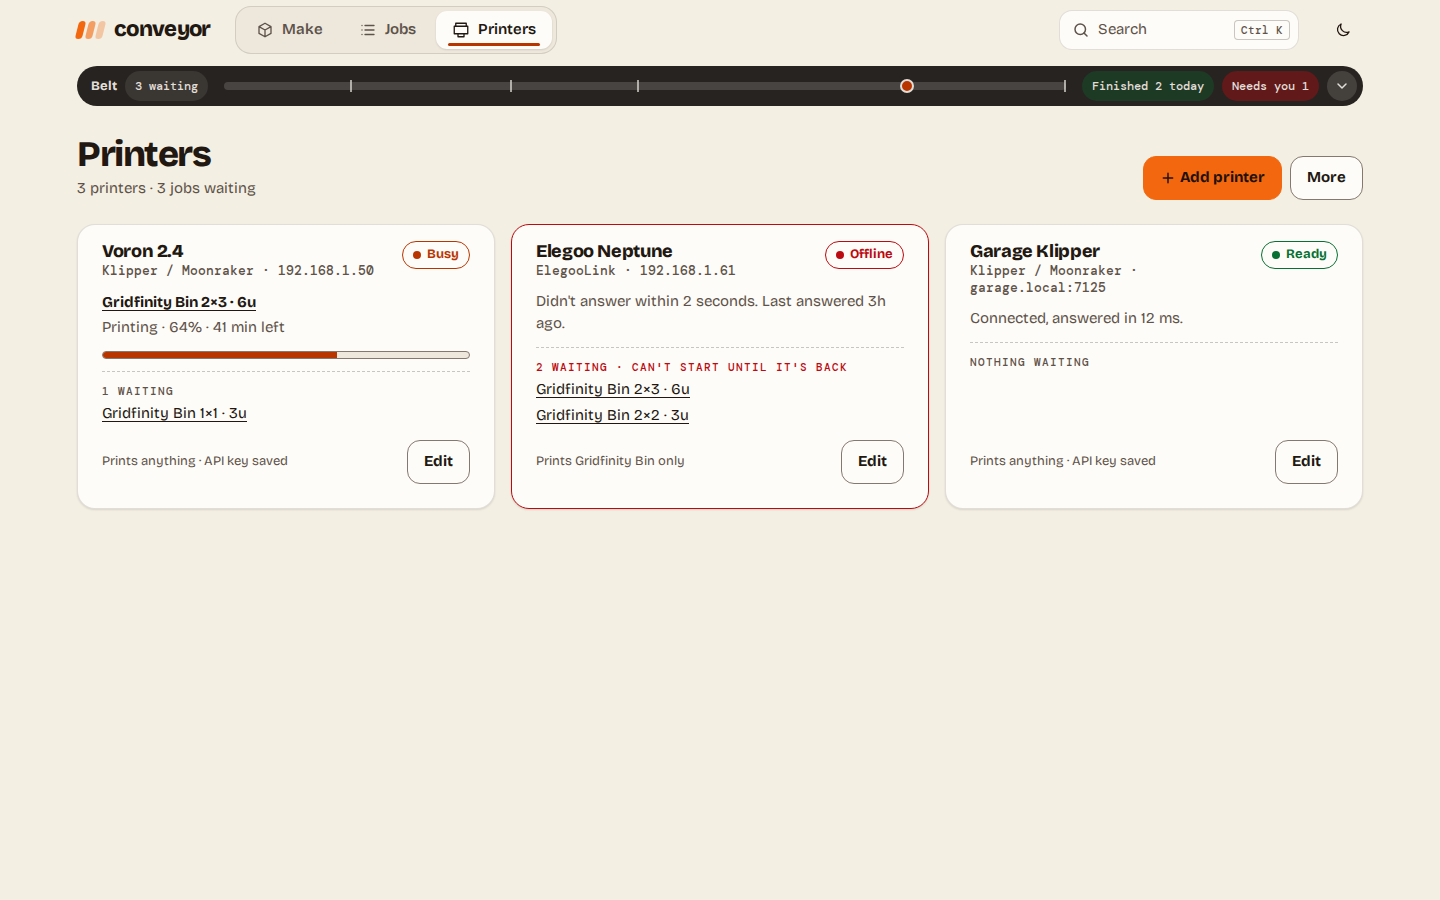 conveyor
Make
Jobs
Printers
Search
Ctrl K
Belt
3 waiting
Finished 2 today
Needs you 1
Printers
3 printers · 3 jobs waiting
+ Add printer
More
Voron 2.4
Busy
Klipper / Moonraker · 192.168.1.50
Gridfinity Bin 2×3 · 6u
Printing · 64% · 41 min left
1 WAITING
Gridfinity Bin 1×1 · 3u
Prints anything · API key saved
Edit
Elegoo Neptune
Offline
ElegooLink · 192.168.1.61
Didn't answer within 2 seconds. Last answered 3h
ago.
2 WAITING · CAN'T START UNTIL IT'S BACK
Gridfinity Bin 2×3 · 6u
Gridfinity Bin 2×2 · 3u
Prints Gridfinity Bin only
Edit
Garage Klipper
Ready
Klipper / Moonraker ·
garage.local:7125
Connected, answered in 12 ms.
NOTHING WAITING
Prints anything · API key saved
Edit